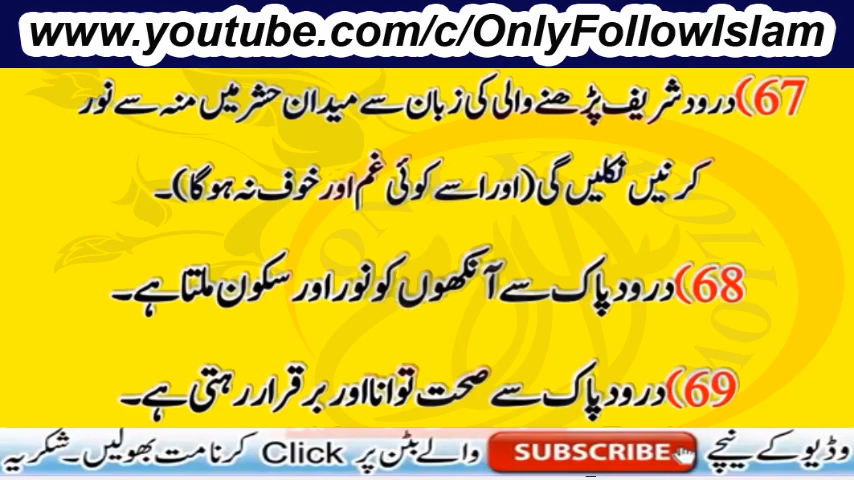 www.youtube.com/c/OnlyFollowIslam
67) درود شریف پڑھنے والی کی زبان سے میدان حشر میں منہ سے نور
کرنیں نکلیں گی (اور اسے کوئی غم اور خوف نہ ہوگا)۔
68) درود پاک سے آنکھوں کو نور اور سکون ملتا ہے۔
69) درود پاک سے صحت توانا اور برقرار رہتی ہے۔
وڈیو کے نیچے SUBSCRIBE والے بٹن پر Click کرنا مت بھولیں۔ شکریہ